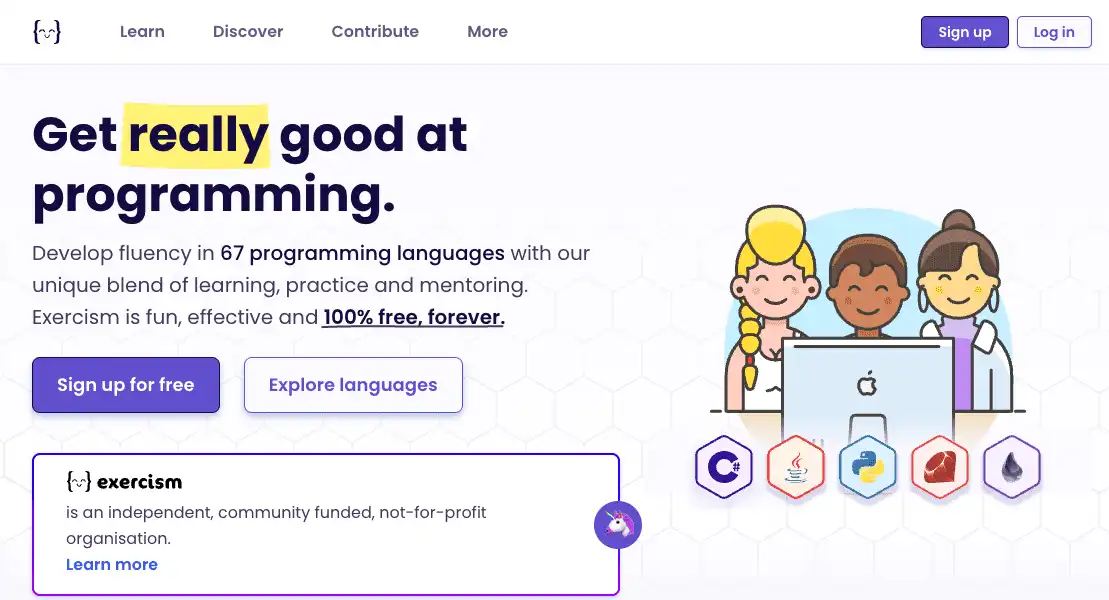 { } Learn Discover Contribute More Sign up Log in
Get really good at
programming.
Develop fluency in 67 programming languages with our
unique blend of learning, practice and mentoring.
Exercism is fun, effective and 100% free, forever.
Sign up for free Explore languages
C#
{ } exercism
is an independent, community funded, not-for-profit
organisation.
Learn more